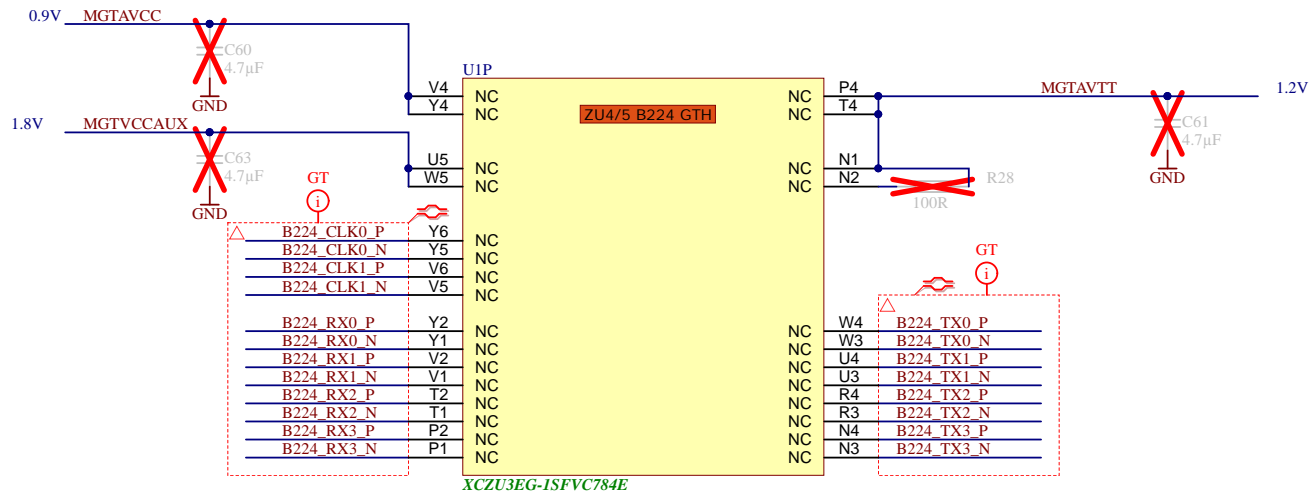 0.9V MGTAVCC
C60
4.7µF
GND
U1P
ZU4/5 B224 GTH
V4 NC NC P4 MGTAVTT 1.2V
Y4 NC NC T4
C61
4.7µF
GND
1.8V MGTVCCAUX
C63
4.7µF
GND
U5 NC NC N1
W5 NC NC N2 R28
100R
GT
i
B224_CLK0_P Y6 NC
B224_CLK0_N Y5 NC
B224_CLK1_P V6 NC
B224_CLK1_N V5 NC
GT
i
B224_RX0_P Y2 NC NC W4 B224_TX0_P
B224_RX0_N Y1 NC NC W3 B224_TX0_N
B224_RX1_P V2 NC NC U4 B224_TX1_P
B224_RX1_N V1 NC NC U3 B224_TX1_N
B224_RX2_P T2 NC NC R4 B224_TX2_P
B224_RX2_N T1 NC NC R3 B224_TX2_N
B224_RX3_P P2 NC NC N4 B224_TX3_P
B224_RX3_N P1 NC NC N3 B224_TX3_N
XCZU3EG-1SFVC784E